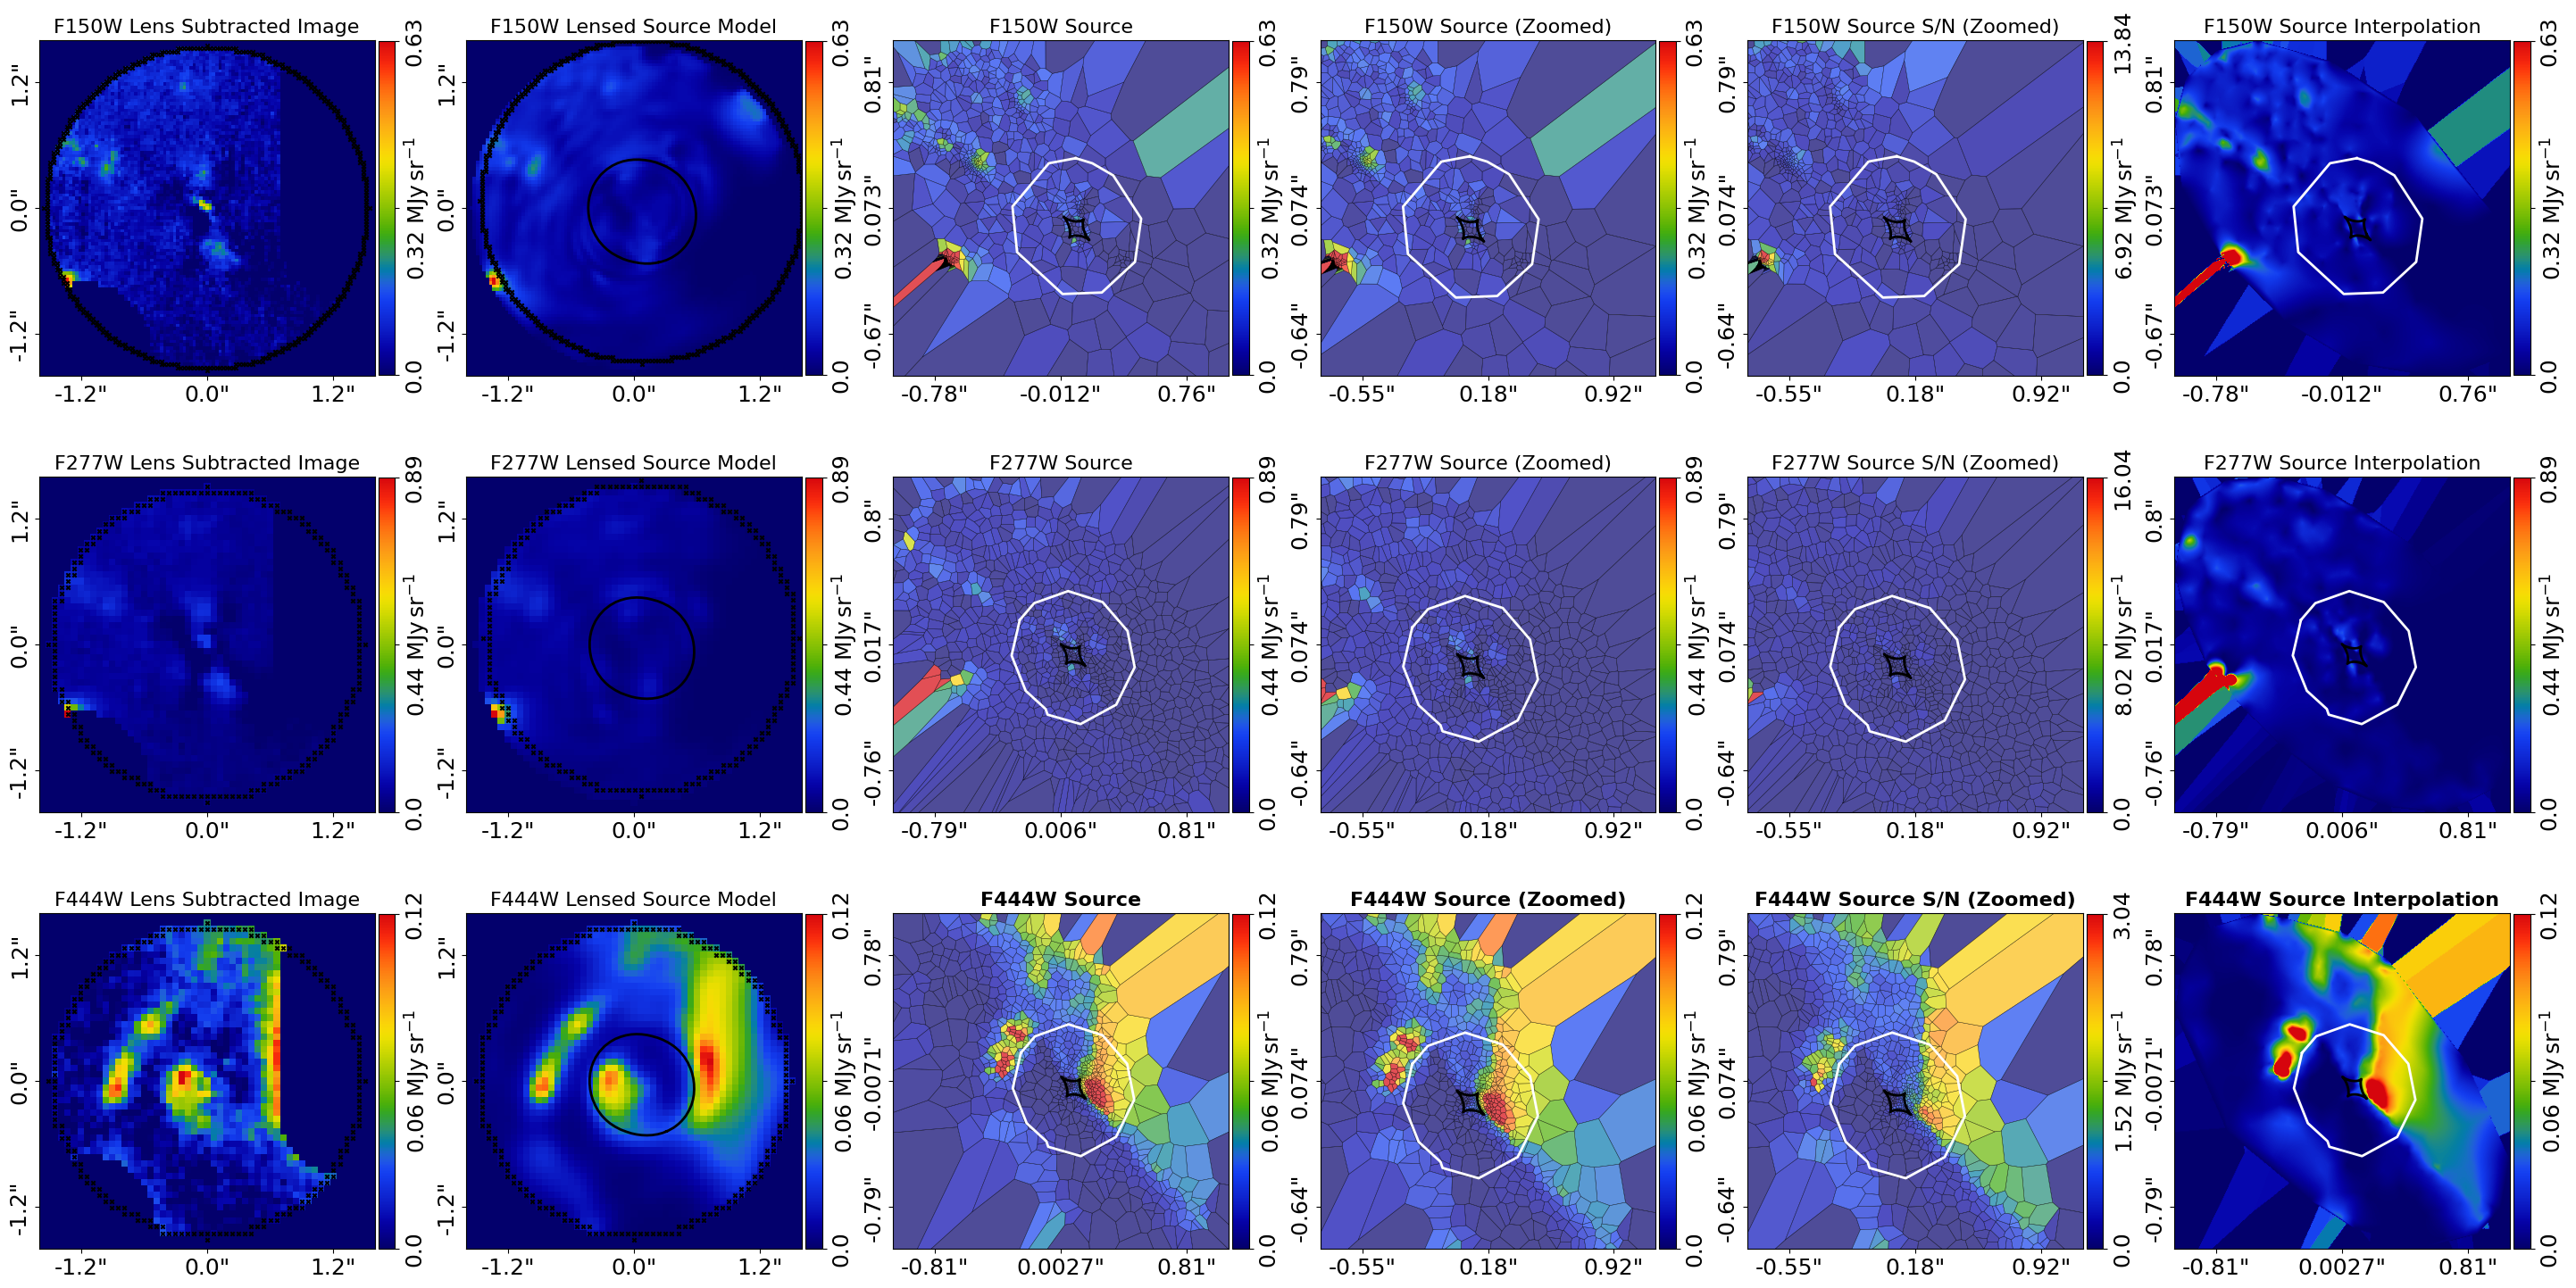 F150W Lens Subtracted Image
F150W Lensed Source Model
F150W Source
F150W Source (Zoomed)
F150W Source S/N (Zoomed)
F150W Source Interpolation
1.2" 0.0" -1.2"
-1.2" 0.0" 1.2"
0.63 0.32 MJy sr⁻¹ 0.0
1.2" 0.0" -1.2"
-1.2" 0.0" 1.2"
0.63 0.32 MJy sr⁻¹ 0.0
0.81" 0.073" -0.67"
-0.78" -0.012" 0.76"
0.63 0.32 MJy sr⁻¹ 0.0
0.79" 0.074" -0.64"
-0.55" 0.18" 0.92"
0.63 0.32 MJy sr⁻¹ 0.0
0.79" 0.074" -0.64"
-0.55" 0.18" 0.92"
13.84 6.92 MJy sr⁻¹ 0.0
0.81" 0.073" -0.67"
-0.78" -0.012" 0.76"
0.63 0.32 MJy sr⁻¹ 0.0
F277W Lens Subtracted Image
F277W Lensed Source Model
F277W Source
F277W Source (Zoomed)
F277W Source S/N (Zoomed)
F277W Source Interpolation
1.2" 0.0" -1.2"
-1.2" 0.0" 1.2"
0.89 0.44 MJy sr⁻¹ 0.0
1.2" 0.0" -1.2"
-1.2" 0.0" 1.2"
0.89 0.44 MJy sr⁻¹ 0.0
0.8" 0.017" -0.76"
-0.79" 0.006" 0.81"
0.89 0.44 MJy sr⁻¹ 0.0
0.79" 0.074" -0.64"
-0.55" 0.18" 0.92"
0.89 0.44 MJy sr⁻¹ 0.0
0.79" 0.074" -0.64"
-0.55" 0.18" 0.92"
16.04 8.02 MJy sr⁻¹ 0.0
0.8" 0.017" -0.76"
-0.79" 0.006" 0.81"
0.89 0.44 MJy sr⁻¹ 0.0
F444W Lens Subtracted Image
F444W Lensed Source Model
F444W Source
F444W Source (Zoomed)
F444W Source S/N (Zoomed)
F444W Source Interpolation
1.2" 0.0" -1.2"
-1.2" 0.0" 1.2"
0.12 0.06 MJy sr⁻¹ 0.0
1.2" 0.0" -1.2"
-1.2" 0.0" 1.2"
0.12 0.06 MJy sr⁻¹ 0.0
0.78" -0.0071" -0.79"
-0.81" 0.0027" 0.81"
0.12 0.06 MJy sr⁻¹ 0.0
0.79" 0.074" -0.64"
-0.55" 0.18" 0.92"
0.12 0.06 MJy sr⁻¹ 0.0
0.79" 0.074" -0.64"
-0.55" 0.18" 0.92"
3.04 1.52 MJy sr⁻¹ 0.0
0.78" -0.0071" -0.79"
-0.81" 0.0027" 0.81"
0.12 0.06 MJy sr⁻¹ 0.0